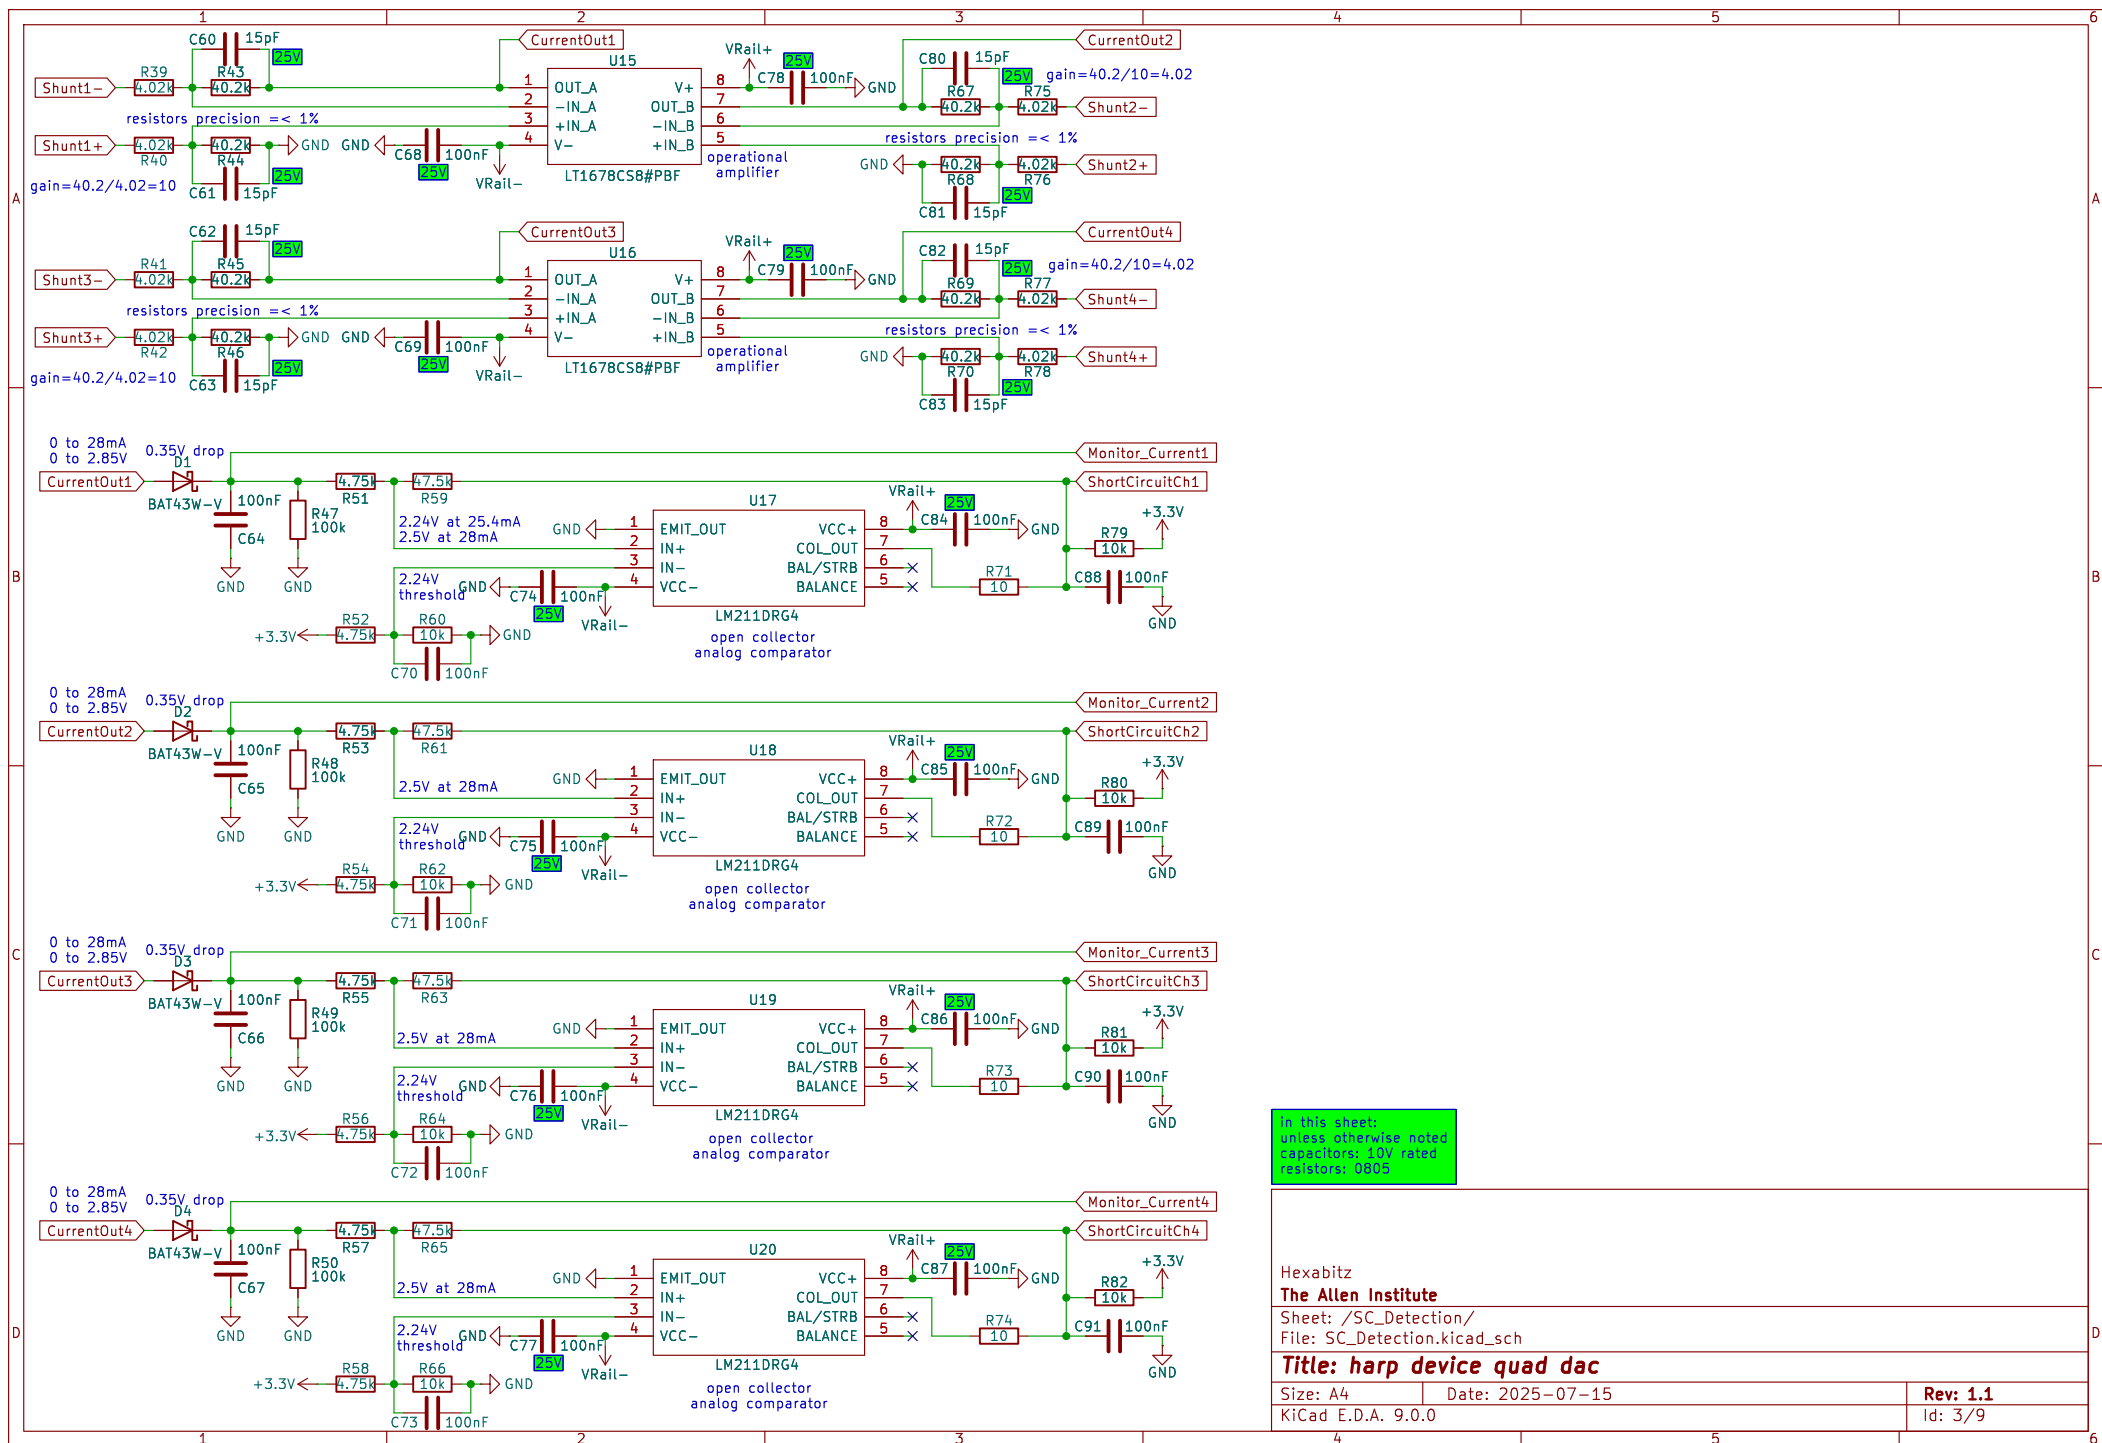 1 2 3 4 5 6
C60 15pF
25V
R39 R43
Shunt1- 4.02k 40.2k
resistors precision =< 1%
Shunt1+ 4.02k 40.2k GND
R40 R44
25V
gain=40.2/4.02=10
C61 15pF
GND C68 100nF
25V
VRail-
CurrentOut1
U15
1 OUT_A V+ 8
2 -IN_A OUT_B 7
3 +IN_A -IN_B 6
4 V- +IN_B 5
LT1678CS8#PBF
operational
amplifier
VRail+
25V
C78 100nF GND
CurrentOut2
C80 15pF
25V gain=40.2/10=4.02
R67 R75
40.2k 4.02k Shunt2-
resistors precision =< 1%
GND 40.2k 4.02k Shunt2+
R68 R76
25V
C81 15pF
A A
C62 15pF
25V
R41 R45
Shunt3- 4.02k 40.2k
resistors precision =< 1%
Shunt3+ 4.02k 40.2k GND
R42 R46
25V
gain=40.2/4.02=10
C63 15pF
GND C69 100nF
25V
VRail-
CurrentOut3
U16
1 OUT_A V+ 8
2 -IN_A OUT_B 7
3 +IN_A -IN_B 6
4 V- +IN_B 5
LT1678CS8#PBF
operational
amplifier
VRail+
25V
C79 100nF GND
CurrentOut4
C82 15pF
25V gain=40.2/10=4.02
R69 R77
40.2k 4.02k Shunt4-
resistors precision =< 1%
GND 40.2k 4.02k Shunt4+
R70 R78
25V
C83 15pF
0 to 28mA
0 to 2.85V
0.35V drop
D1
CurrentOut1
BAT43W-V
100nF
C64
GND
R47
100k
GND
4.75k 47.5k
R51 R59
2.24V at 25.4mA
2.5V at 28mA
2.24V
threshold
R52 R60
+3.3V 4.75k 10k GND
C70 100nF
GND
GND C74 100nF
25V
VRail-
U17
1 EMIT_OUT VCC+ 8
2 IN+ COL_OUT 7
3 IN- BAL/STRB 6
4 VCC- BALANCE 5
LM211DRG4
open collector
analog comparator
VRail+
25V
C84 100nF GND
R71
10
Monitor_Current1
ShortCircuitCh1
+3.3V
R79
10k
C88 100nF
GND
B B
0 to 28mA
0 to 2.85V
0.35V drop
D2
CurrentOut2
BAT43W-V
100nF
C65
GND
R48
100k
GND
4.75k 47.5k
R53 R61
2.5V at 28mA
2.24V
threshold
R54 R62
+3.3V 4.75k 10k GND
C71 100nF
GND
GND C75 100nF
25V
VRail-
U18
1 EMIT_OUT VCC+ 8
2 IN+ COL_OUT 7
3 IN- BAL/STRB 6
4 VCC- BALANCE 5
LM211DRG4
open collector
analog comparator
VRail+
25V
C85 100nF GND
R72
10
Monitor_Current2
ShortCircuitCh2
+3.3V
R80
10k
C89 100nF
GND
C C
0 to 28mA
0 to 2.85V
0.35V drop
D3
CurrentOut3
BAT43W-V
100nF
C66
GND
R49
100k
GND
4.75k 47.5k
R55 R63
2.5V at 28mA
2.24V
threshold
R56 R64
+3.3V 4.75k 10k GND
C72 100nF
GND
GND C76 100nF
25V
VRail-
U19
1 EMIT_OUT VCC+ 8
2 IN+ COL_OUT 7
3 IN- BAL/STRB 6
4 VCC- BALANCE 5
LM211DRG4
open collector
analog comparator
VRail+
25V
C86 100nF GND
R73
10
Monitor_Current3
ShortCircuitCh3
+3.3V
R81
10k
C90 100nF
GND
0 to 28mA
0 to 2.85V
0.35V drop
D4
CurrentOut4
BAT43W-V
100nF
C67
GND
R50
100k
GND
4.75k 47.5k
R57 R65
2.5V at 28mA
2.24V
threshold
R58 R66
+3.3V 4.75k 10k GND
C73 100nF
GND
GND C77 100nF
25V
VRail-
U20
1 EMIT_OUT VCC+ 8
2 IN+ COL_OUT 7
3 IN- BAL/STRB 6
4 VCC- BALANCE 5
LM211DRG4
open collector
analog comparator
VRail+
25V
C87 100nF GND
R74
10
Monitor_Current4
ShortCircuitCh4
+3.3V
R82
10k
C91 100nF
GND
D D
in this sheet:
unless otherwise noted
capacitors: 10V rated
resistors: 0805
Hexabitz
The Allen Institute
Sheet: /SC_Detection/
File: SC_Detection.kicad_sch
Title: harp device quad dac
Size: A4 Date: 2025-07-15 Rev: 1.1
KiCad E.D.A. 9.0.0 Id: 3/9
1 2 3 4 5 6